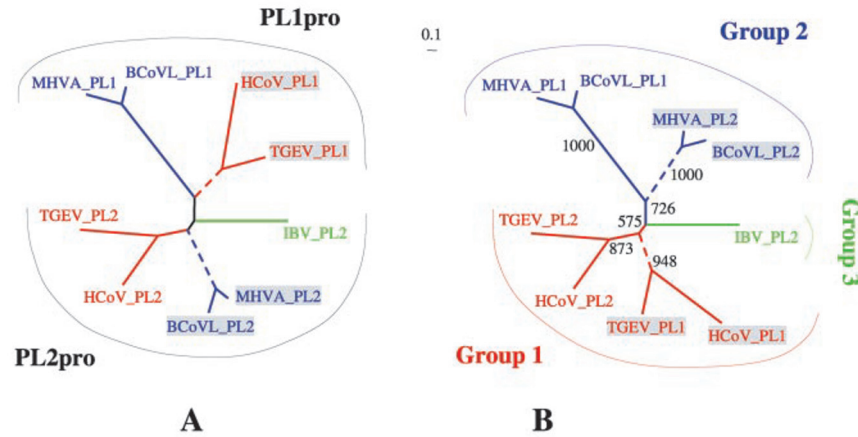 PL1pro
MHVA_PL1
BCoVL_PL1
HCoV_PL1
TGEV_PL1
TGEV_PL2
IBV_PL2
HCoV_PL2
MHVA_PL2
BCoVL_PL2
PL2pro
A
0.1
Group 2
MHVA_PL1
BCoVL_PL1
MHVA_PL2
BCoVL_PL2
1000
1000
726
TGEV_PL2
575
IBV_PL2
873
948
HCoV_PL2
TGEV_PL1
HCoV_PL1
Group 3
Group 1
B